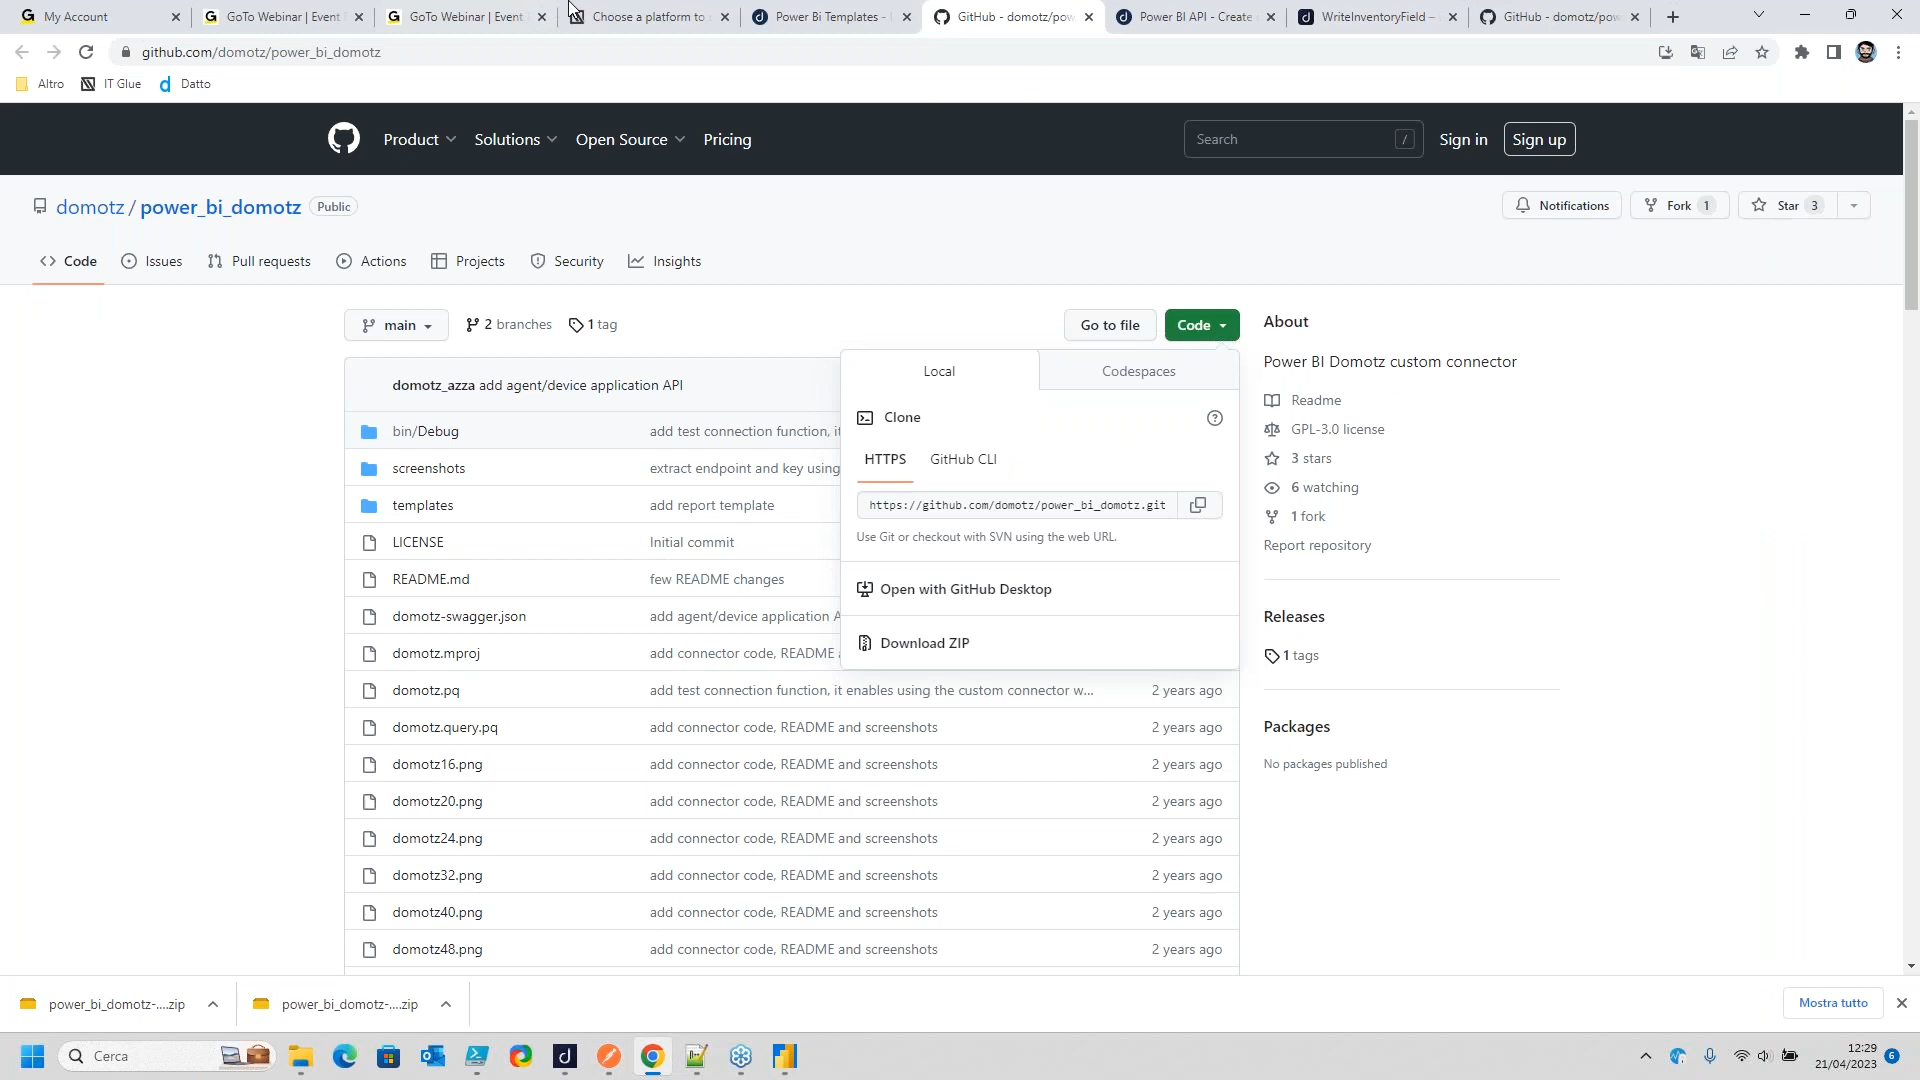 My Account
GoTo Webinar | Event
GoTo Webinar | Event
Choose a platform to
Power Bi Templates -
GitHub - domotz/pow
Power BI API - Create
WriteInventoryField –
GitHub - domotz/pow
github.com/domotz/power_bi_domotz
Altro
IT Glue
Datto
Product
Solutions
Open Source
Pricing
Search
/
Sign in
Sign up
domotz / power_bi_domotz
Public
Notifications
Fork 1
Star 3
Code
Issues
Pull requests
Actions
Projects
Security
Insights
main
2 branches
1 tag
Go to file
Code
About
Power BI Domotz custom connector
Readme
GPL-3.0 license
3 stars
6 watching
1 fork
Report repository
Releases
1 tags
Packages
No packages published
Local
Codespaces
Clone
HTTPS
GitHub CLI
https://github.com/domotz/power_bi_domotz.git
Use Git or checkout with SVN using the web URL.
Open with GitHub Desktop
Download ZIP
domotz_azza add agent/device application API
bin/Debug add test connection function, it
screenshots extract endpoint and key using
templates add report template
LICENSE Initial commit
README.md few README changes
domotz-swagger.json add agent/device application A
domotz.mproj add connector code, README a
domotz.pq add test connection function, it enables using the custom connector w... 2 years ago
domotz.query.pq add connector code, README and screenshots 2 years ago
domotz16.png add connector code, README and screenshots 2 years ago
domotz20.png add connector code, README and screenshots 2 years ago
domotz24.png add connector code, README and screenshots 2 years ago
domotz32.png add connector code, README and screenshots 2 years ago
domotz40.png add connector code, README and screenshots 2 years ago
domotz48.png add connector code, README and screenshots 2 years ago
power_bi_domotz-....zip
power_bi_domotz-....zip
Mostra tutto
Cerca
12:29
21/04/2023
6